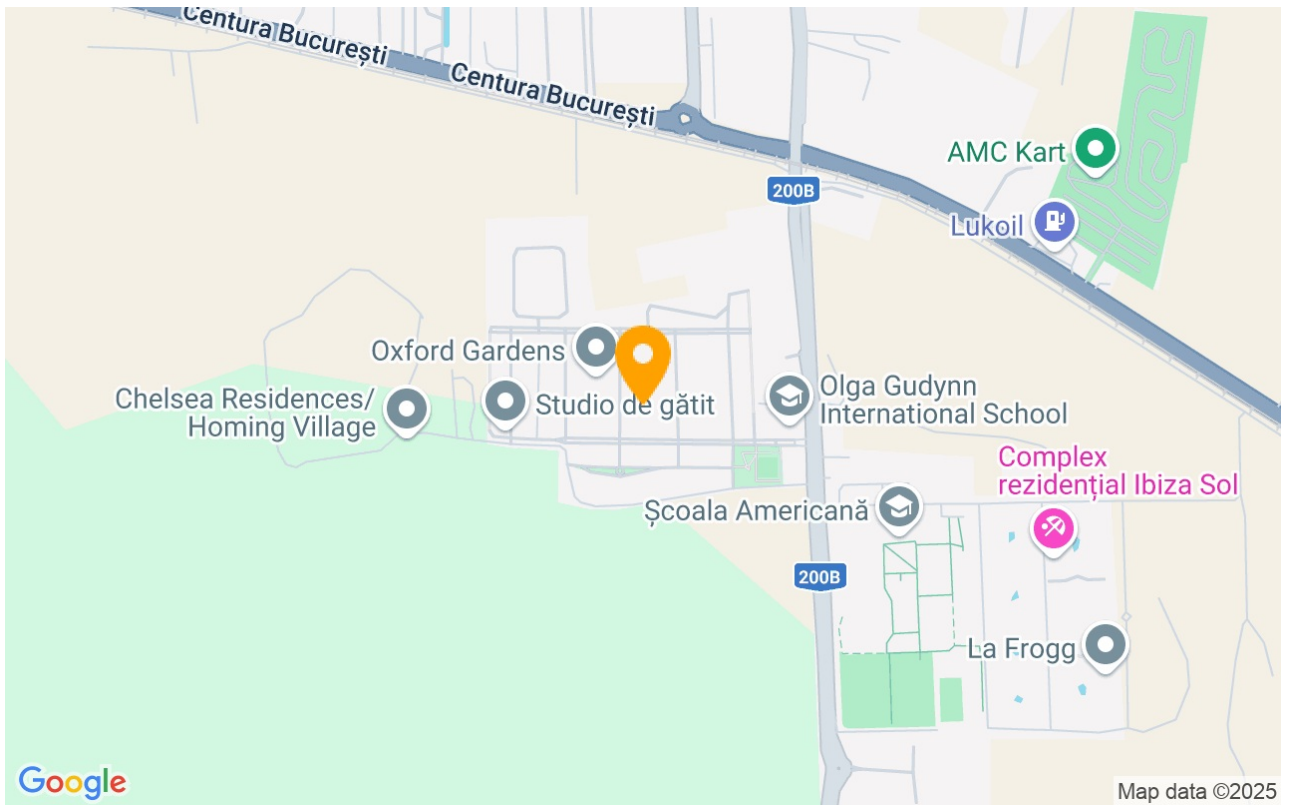 Centura București
Centura București
200B
AMC Kart
Lukoil
Oxford Gardens
Chelsea Residences/
Homing Village
Studio de gătit
Olga Gudynn
International School
Complex
rezidențial Ibiza Sol
Școala Americană
200B
La Frogg
Google
Map data ©2025